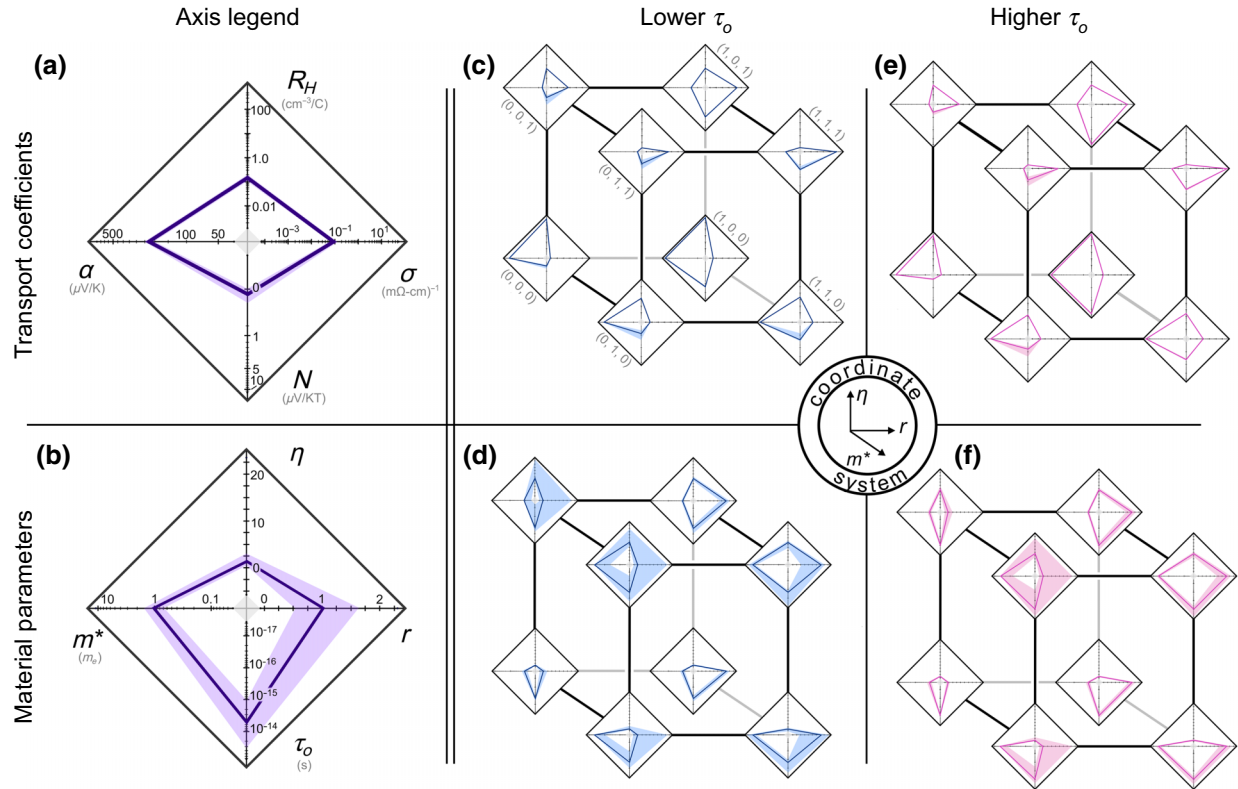 Axis legend
Lower τₒ
Higher τₒ
Transport coefficients
Material parameters
(a)
R_H
(cm⁻³/C)
100
1.0
0.01
500
100
50
10⁻³
10⁻¹
10¹
α
(μV/K)
σ
(mΩ-cm)⁻¹
0
1
5
10
N
(μV/KT)
(b)
η
20
10
0
10
1
0.1
0
1
2
m*
(mₑ)
r
10⁻¹⁷
10⁻¹⁶
10⁻¹⁵
10⁻¹⁴
τₒ
(s)
(c)
(1, 0, 1)
(0, 0, 1)
(1, 1, 1)
(0, 1, 1)
(1, 0, 0)
(0, 0, 0)
(1, 1, 0)
(0, 1, 0)
(d)
(e)
(f)
coordinate
η
r
m*
system